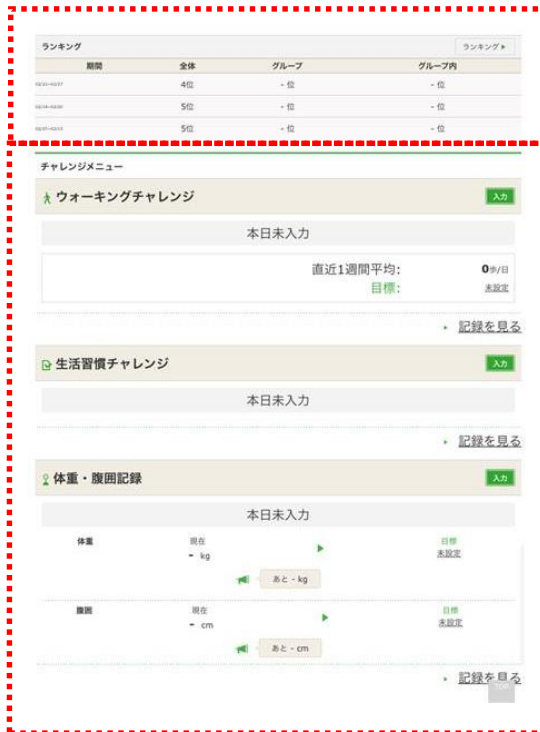 ランキング ランキング▶
期間 全体 グループ グループ内
4位 - 位 - 位
5位 - 位 - 位
5位 - 位 - 位
チャレンジメニュー
ウォーキングチャレンジ 入力
本日未入力
直近1週間平均: 0歩/日
目標: 未設定
記録を見る
生活習慣チャレンジ 入力
本日未入力
記録を見る
体重・腹囲記録 入力
本日未入力
体重 現在 目標
- kg 未設定
あと - kg
腹囲 現在 目標
- cm 未設定
あと - cm
記録を見る
TOP